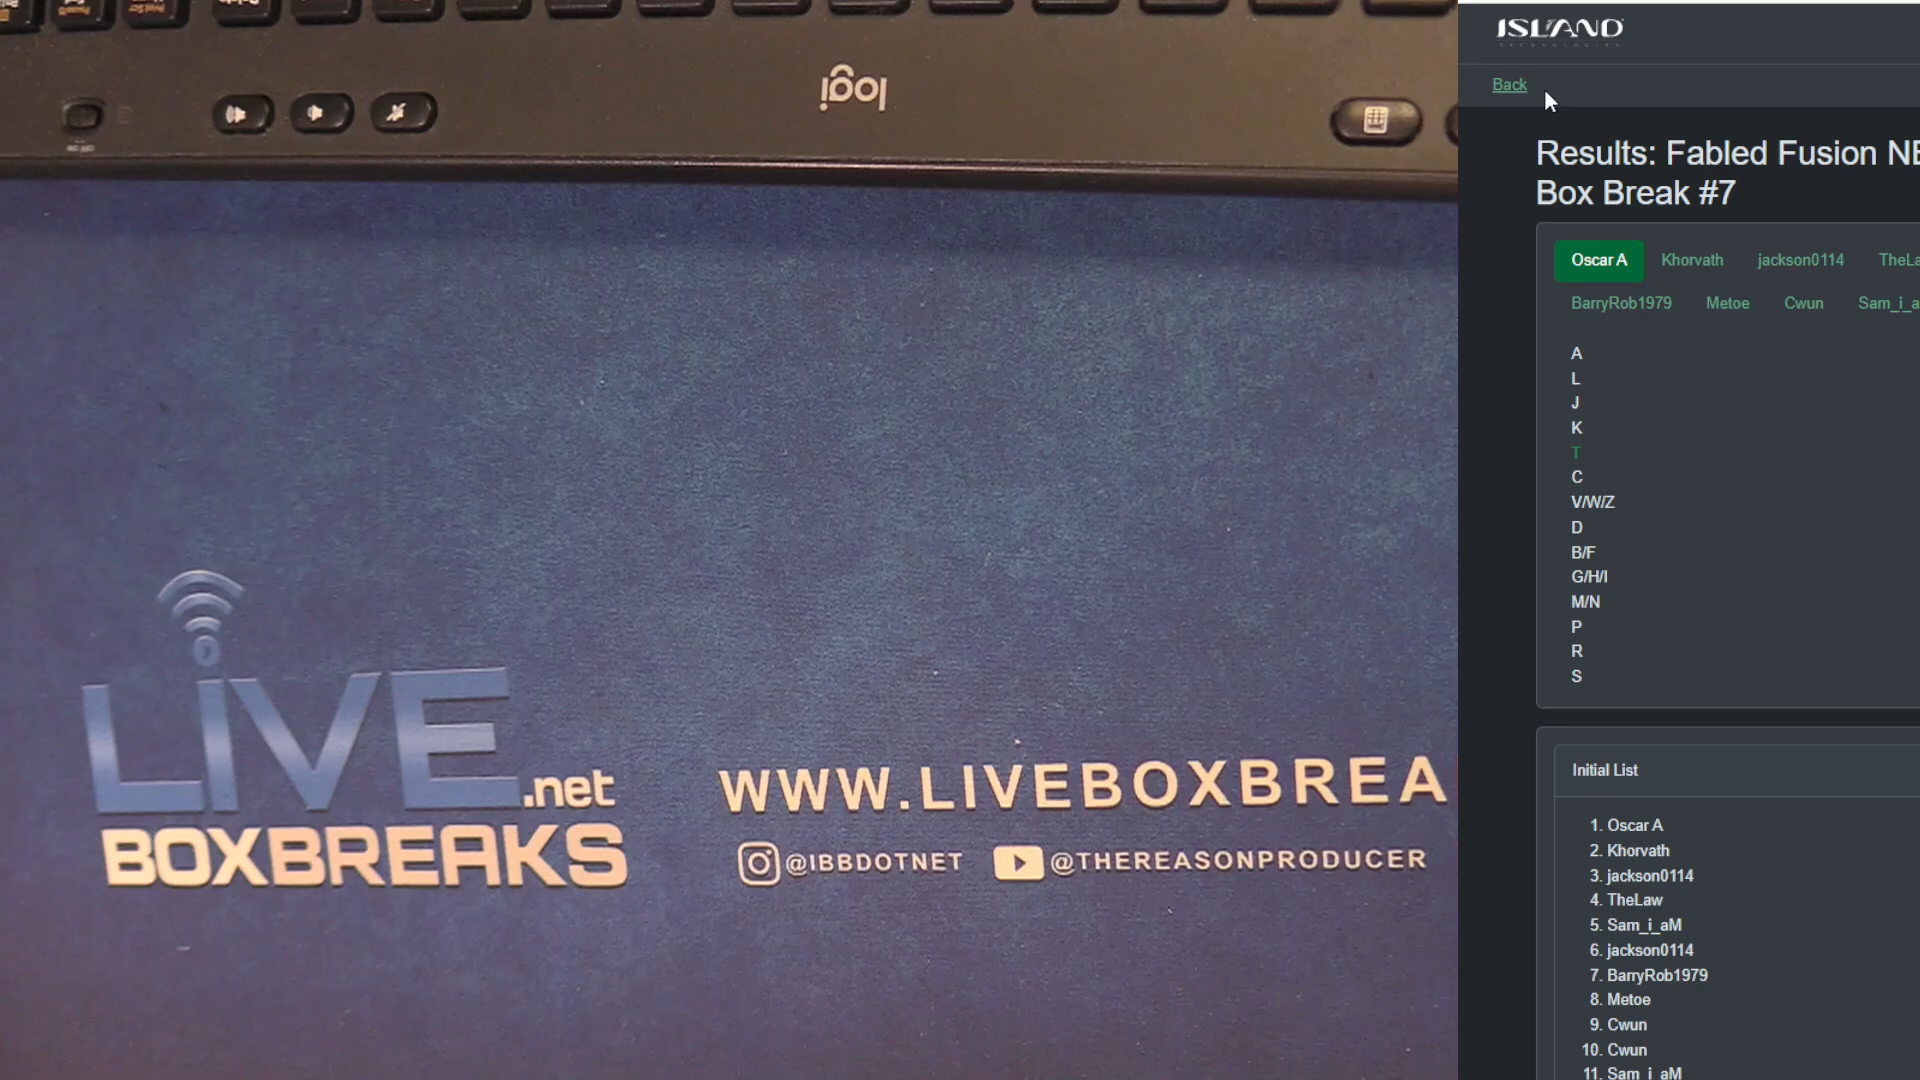 logi
LIVE.net
BOXBREAKS
WWW.LIVEBOXBREA
@IBBDOTNET @THEREASONPRODUCER
ISLAND
Back
Results: Fabled Fusion
Box Break #7
Oscar A Khorvath jackson0114
BarryRob1979 Metoe Cwun
A
L
J
K
T
C
V/W/Z
D
B/F
G/H/I
M/N
P
R
S
Initial List
1. Oscar A
2. Khorvath
3. jackson0114
4. TheLaw
5. Sam_i_aM
6. jackson0114
7. BarryRob1979
8. Metoe
9. Cwun
10. Cwun
11. Sam_i_aM